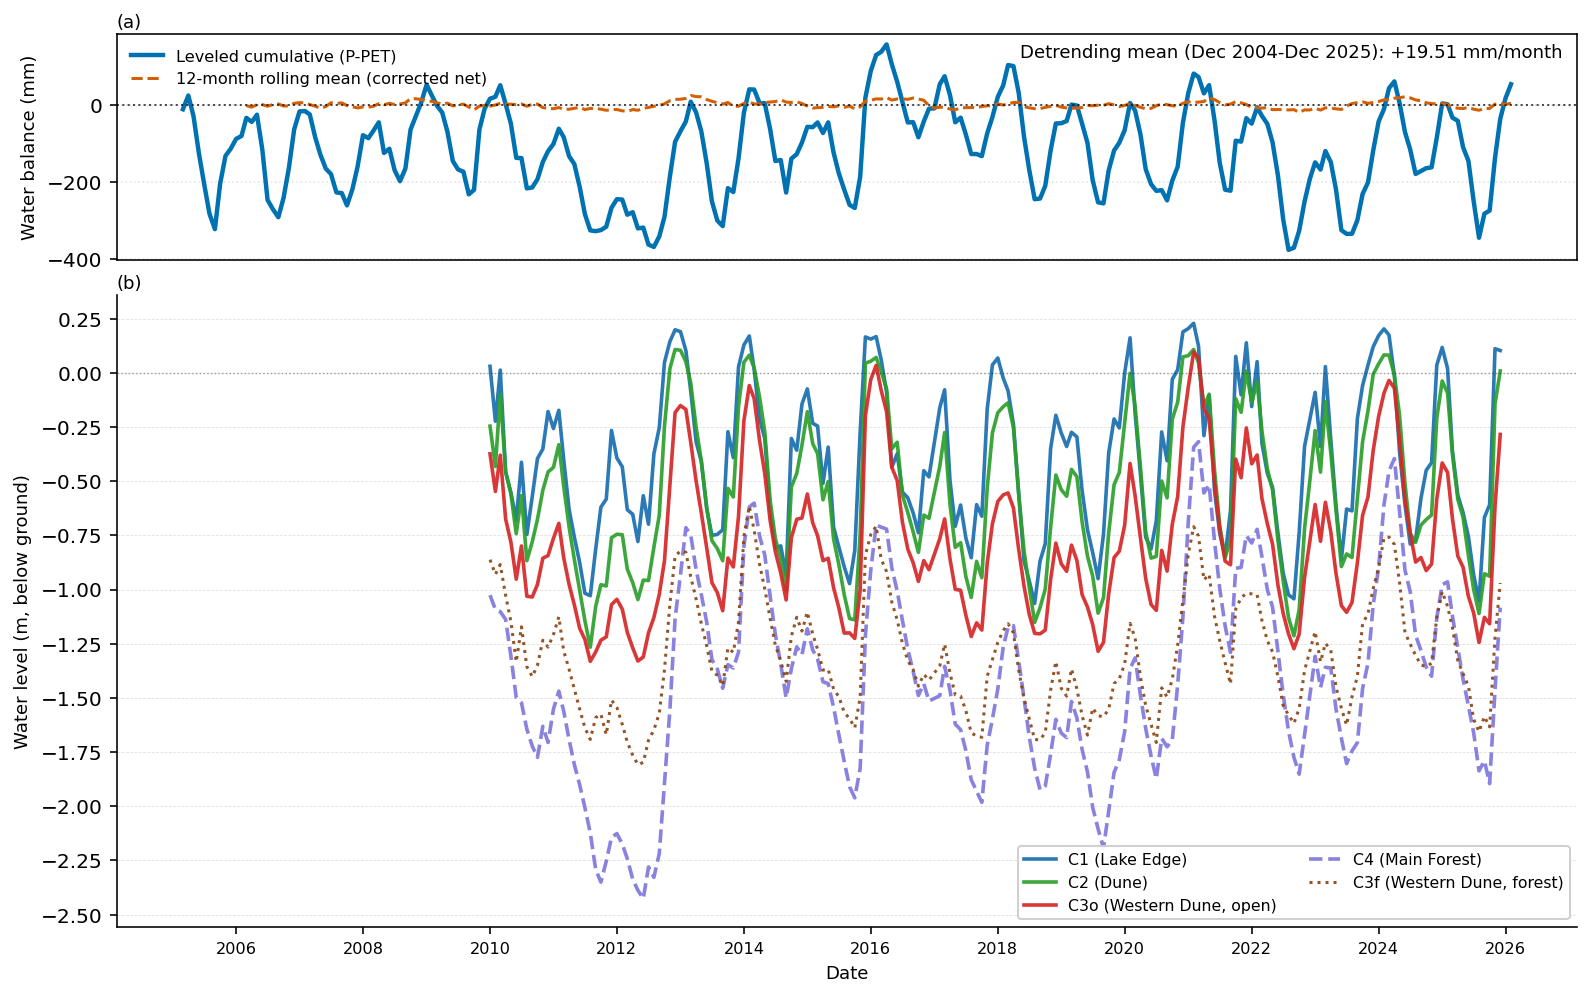 (a)
Leveled cumulative (P-PET)
12-month rolling mean (corrected net)
Detrending mean (Dec 2004-Dec 2025): +19.51 mm/month
Water balance (mm)
0
−200
−400
(b)
Water level (m, below ground)
0.25
0.00
−0.25
−0.50
−0.75
−1.00
−1.25
−1.50
−1.75
−2.00
−2.25
−2.50
C1 (Lake Edge)
C2 (Dune)
C3o (Western Dune, open)
C4 (Main Forest)
C3f (Western Dune, forest)
2006 2008 2010 2012 2014 2016 2018 2020 2022 2024 2026
Date